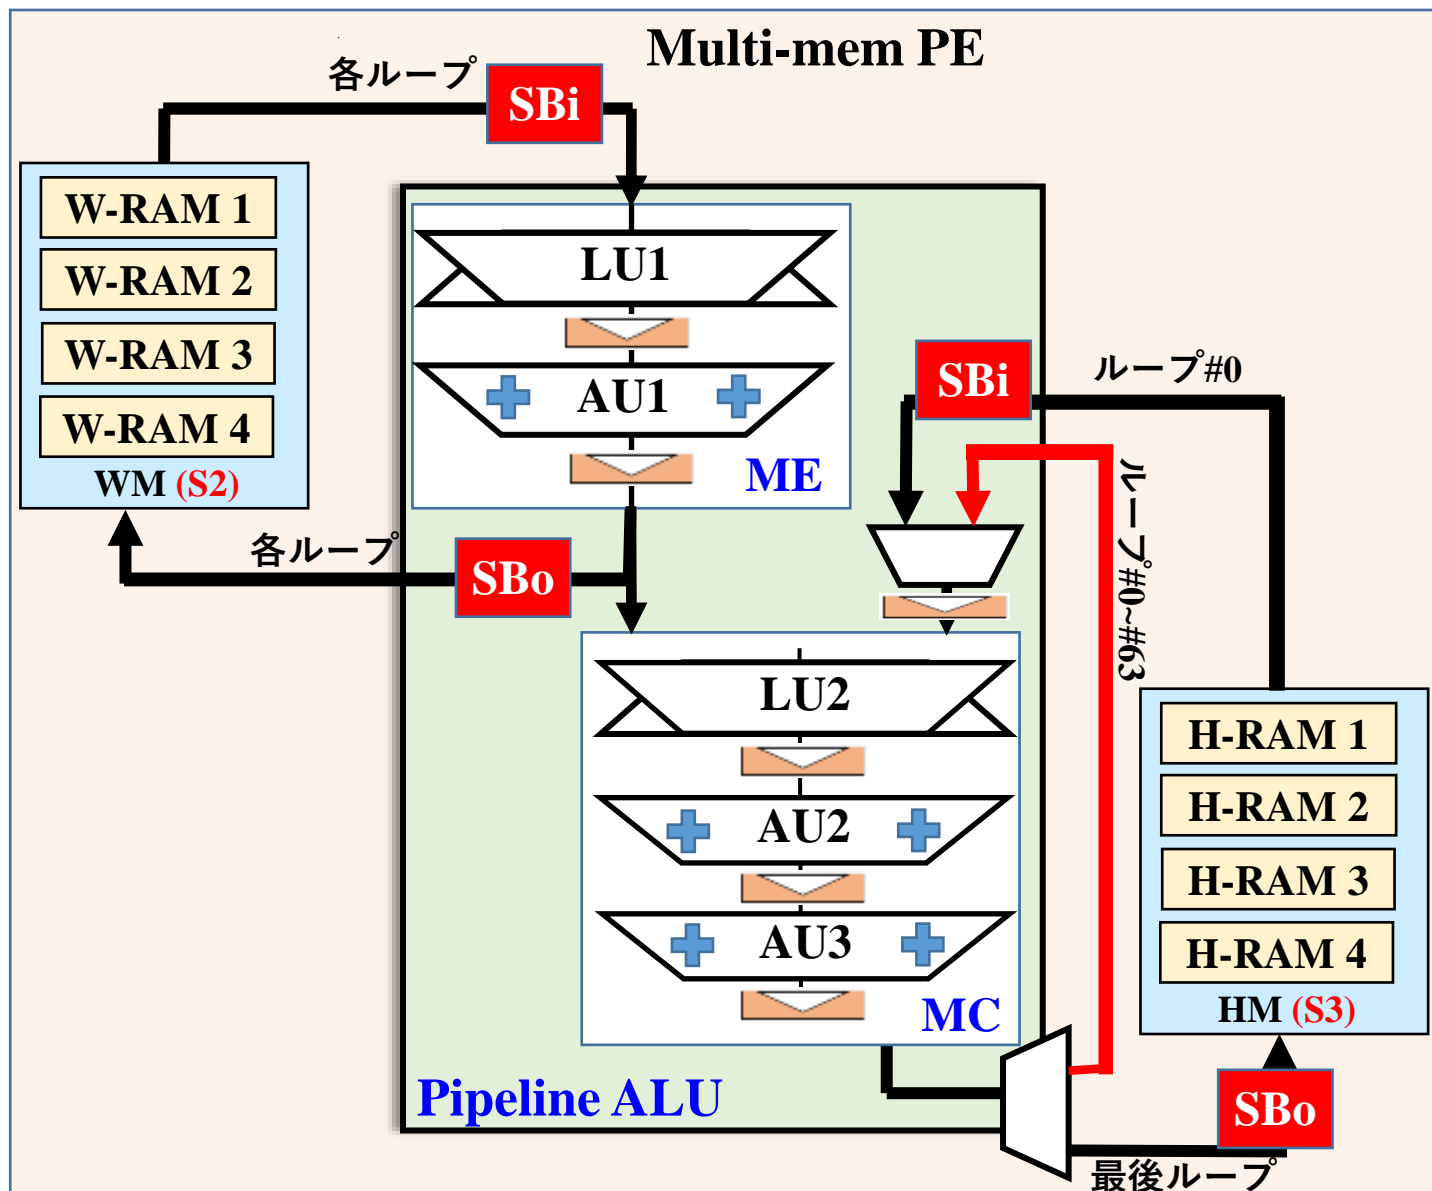 Multi-mem PE
各ループ
SBi
W-RAM 1
W-RAM 2
W-RAM 3
W-RAM 4
WM (S2)
LU1
AU1
ME
SBi
ループ#0
各ループ
SBo
ループ#0~#63
LU2
AU2
AU3
MC
H-RAM 1
H-RAM 2
H-RAM 3
H-RAM 4
HM (S3)
Pipeline ALU
SBo
最後ループ